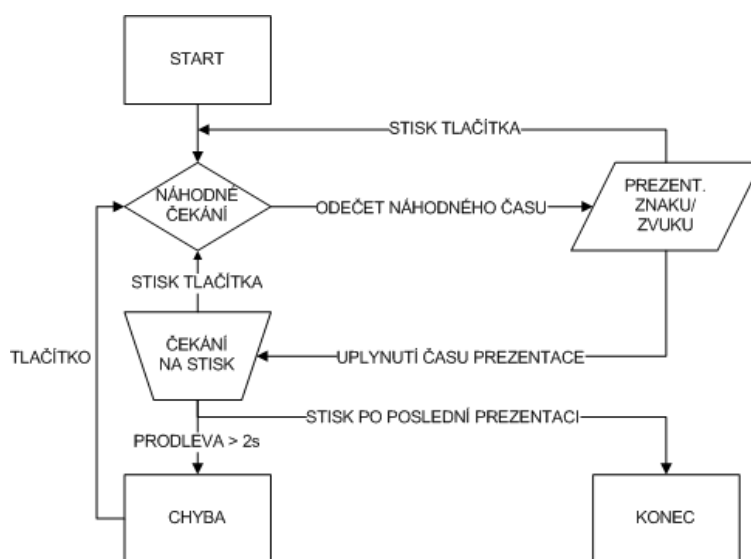 START
STISK TLAČÍTKA
NÁHODNÉ
ČEKÁNÍ
ODEČET NÁHODNÉHO ČASU
PREZENT.
ZNAKU/
ZVUKU
STISK TLAČÍTKA
ČEKÁNÍ
NA STISK
UPLYNUTÍ ČASU PREZENTACE
TLAČÍTKO
STISK PO POSLEDNÍ PREZENTACI
PRODLEVA > 2s
CHYBA
KONEC